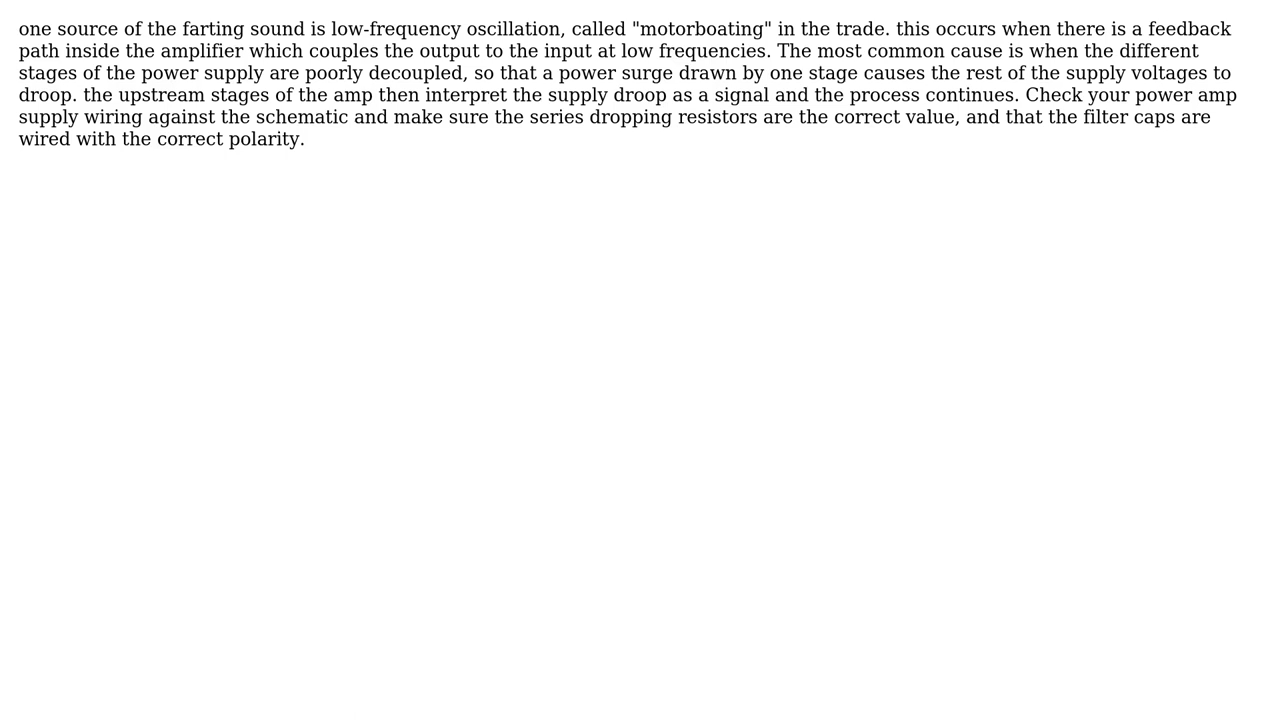 one source of the farting sound is low-frequency oscillation, called "motorboating" in the trade. this occurs when there is a feedback
path inside the amplifier which couples the output to the input at low frequencies. The most common cause is when the different
stages of the power supply are poorly decoupled, so that a power surge drawn by one stage causes the rest of the supply voltages to
droop. the upstream stages of the amp then interpret the supply droop as a signal and the process continues. Check your power amp
supply wiring against the schematic and make sure the series dropping resistors are the correct value, and that the filter caps are
wired with the correct polarity.